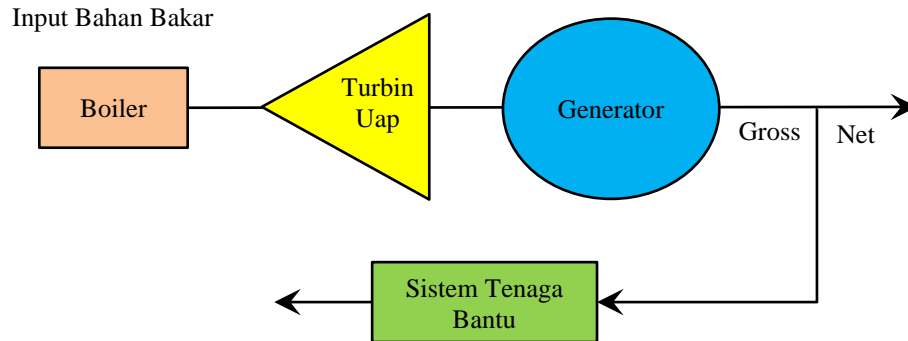 Input Bahan Bakar
Boiler
Turbin
Uap
Generator
Gross
Net
Sistem Tenaga
Bantu